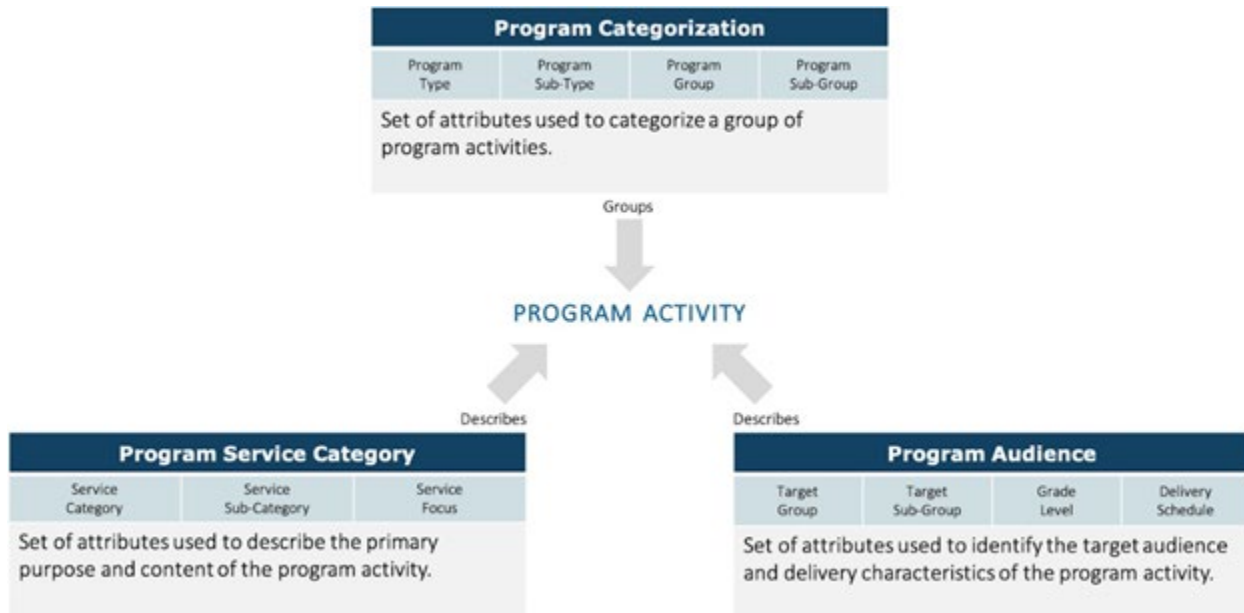 Program Categorization
Program Type
Program Sub-Type
Program Group
Program Sub-Group
Set of attributes used to categorize a group of
program activities.
Groups
PROGRAM ACTIVITY
Describes
Program Service Category
Service Category
Service Sub-Category
Service Focus
Set of attributes used to describe the primary
purpose and content of the program activity.
Describes
Program Audience
Target Group
Target Sub-Group
Grade Level
Delivery Schedule
Set of attributes used to identify the target audience
and delivery characteristics of the program activity.